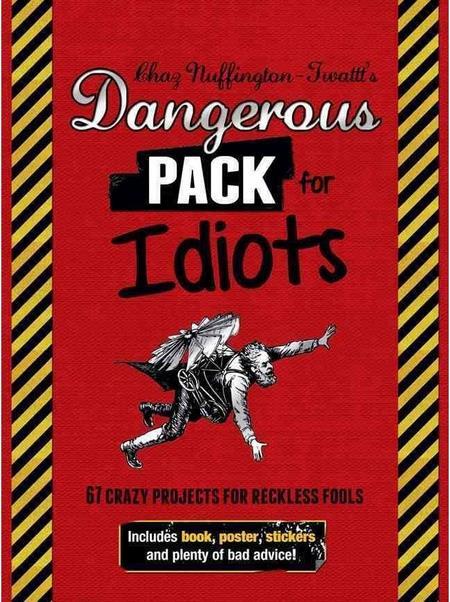 Chaz Nuffington-Twattt's
Dangerous
PACK for
Idiots
67 CRAZY PROJECTS FOR RECKLESS FOOLS
Includes book, poster, stickers
and plenty of bad advice!